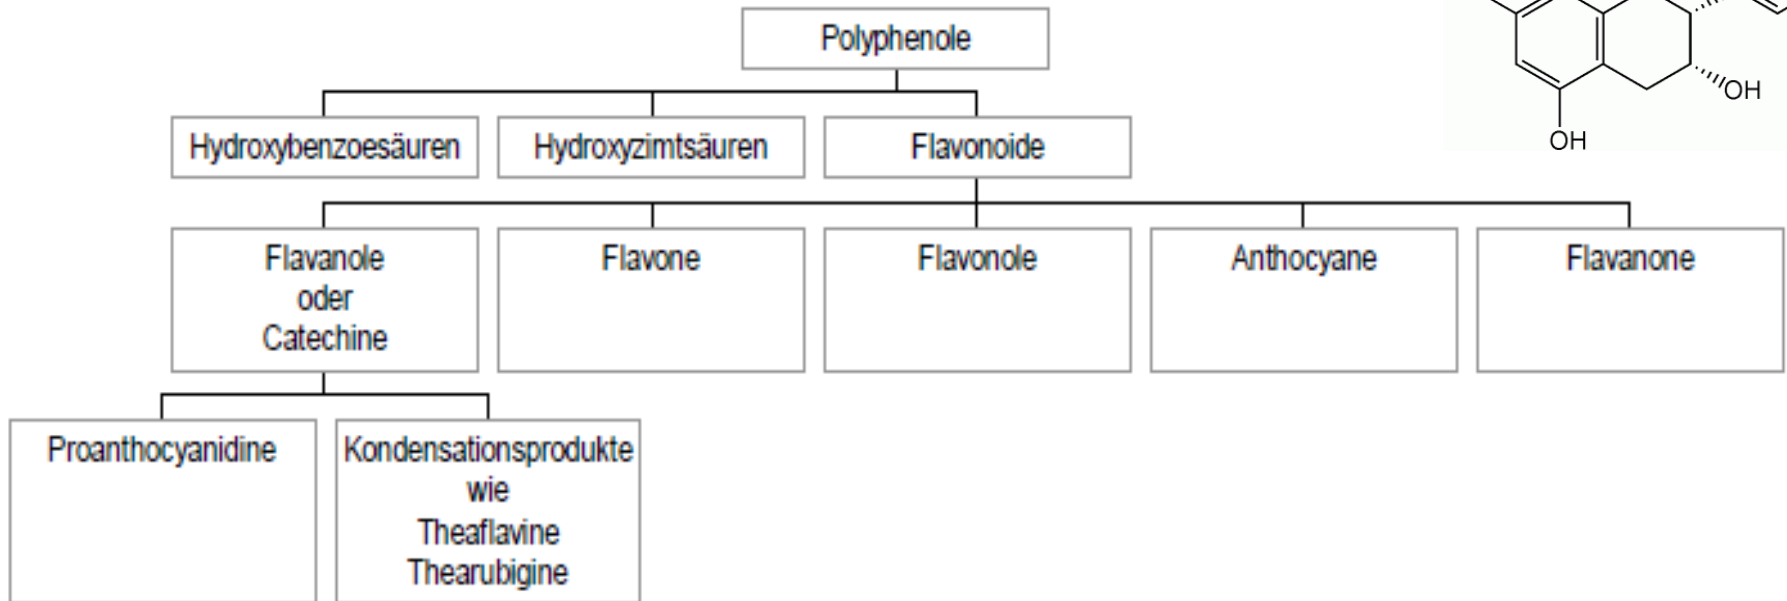 Polyphenole
OH
OH
Hydroxybenzoesäuren
Hydroxyzimtsäuren
Flavonoide
Flavanole
oder
Catechine
Flavone
Flavonole
Anthocyane
Flavanone
Proanthocyanidine
Kondensationsprodukte
wie
Theaflavine
Thearubigine